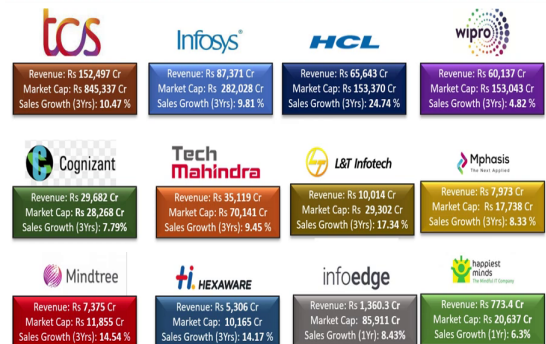 tcs
Infosys®
HCL
wipro
Revenue: Rs 152,497 Cr
Market Cap: Rs 845,337 Cr
Sales Growth (3Yrs): 10.47 %
Revenue: Rs 87,371 Cr
Market Cap: Rs 282,028 Cr
Sales Growth (3Yrs): 9.81 %
Revenue: Rs 65,643 Cr
Market Cap: Rs 153,370 Cr
Sales Growth (3Yrs): 24.74 %
Revenue: Rs 60,137 Cr
Market Cap: Rs 153,043 Cr
Sales Growth (3Yrs): 4.82 %
Cognizant
Tech
Mahindra
L&T Infotech
Mphasis
The Next Applied
Revenue: Rs 29,682 Cr
Market Cap: Rs 28,268 Cr
Sales Growth (3Yrs): 7.79%
Revenue: Rs 35,119 Cr
Market Cap: Rs 70,141 Cr
Sales Growth (3Yrs): 9.45 %
Revenue: Rs 10,014 Cr
Market Cap: Rs 29,302 Cr
Sales Growth (3Yrs): 17.34 %
Revenue: Rs 7,973 Cr
Market Cap: Rs 17,738 Cr
Sales Growth (3Yrs): 8.33 %
Mindtree
HEXAWARE
infoedge
happiest
minds
The Mindful IT Company
Revenue: Rs 7,375 Cr
Market Cap: Rs 11,855 Cr
Sales Growth (3Yrs): 14.54 %
Revenue: Rs 5,306 Cr
Market Cap: 10,165 Cr
Sales Growth (3Yrs): 14.17 %
Revenue: Rs 1,360.3 Cr
Market Cap: 85,911 Cr
Sales Growth (1Yr): 8.43%
Revenue: Rs 773.4 Cr
Market Cap: Rs 20,637 Cr
Sales Growth (1Yr): 6.3%